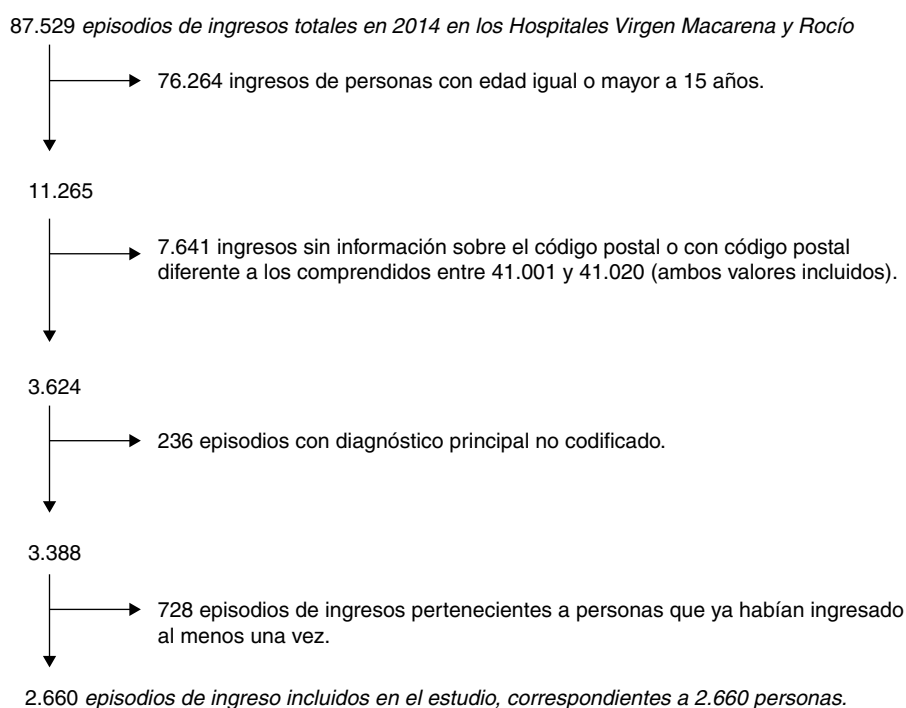 87.529 episodios de ingresos totales en 2014 en los Hospitales Virgen Macarena y Rocío
76.264 ingresos de personas con edad igual o mayor a 15 años.
11.265
7.641 ingresos sin información sobre el código postal o con código postal
diferente a los comprendidos entre 41.001 y 41.020 (ambos valores incluidos).
3.624
236 episodios con diagnóstico principal no codificado.
3.388
728 episodios de ingresos pertenecientes a personas que ya habían ingresado
al menos una vez.
2.660 episodios de ingreso incluidos en el estudio, correspondientes a 2.660 personas.